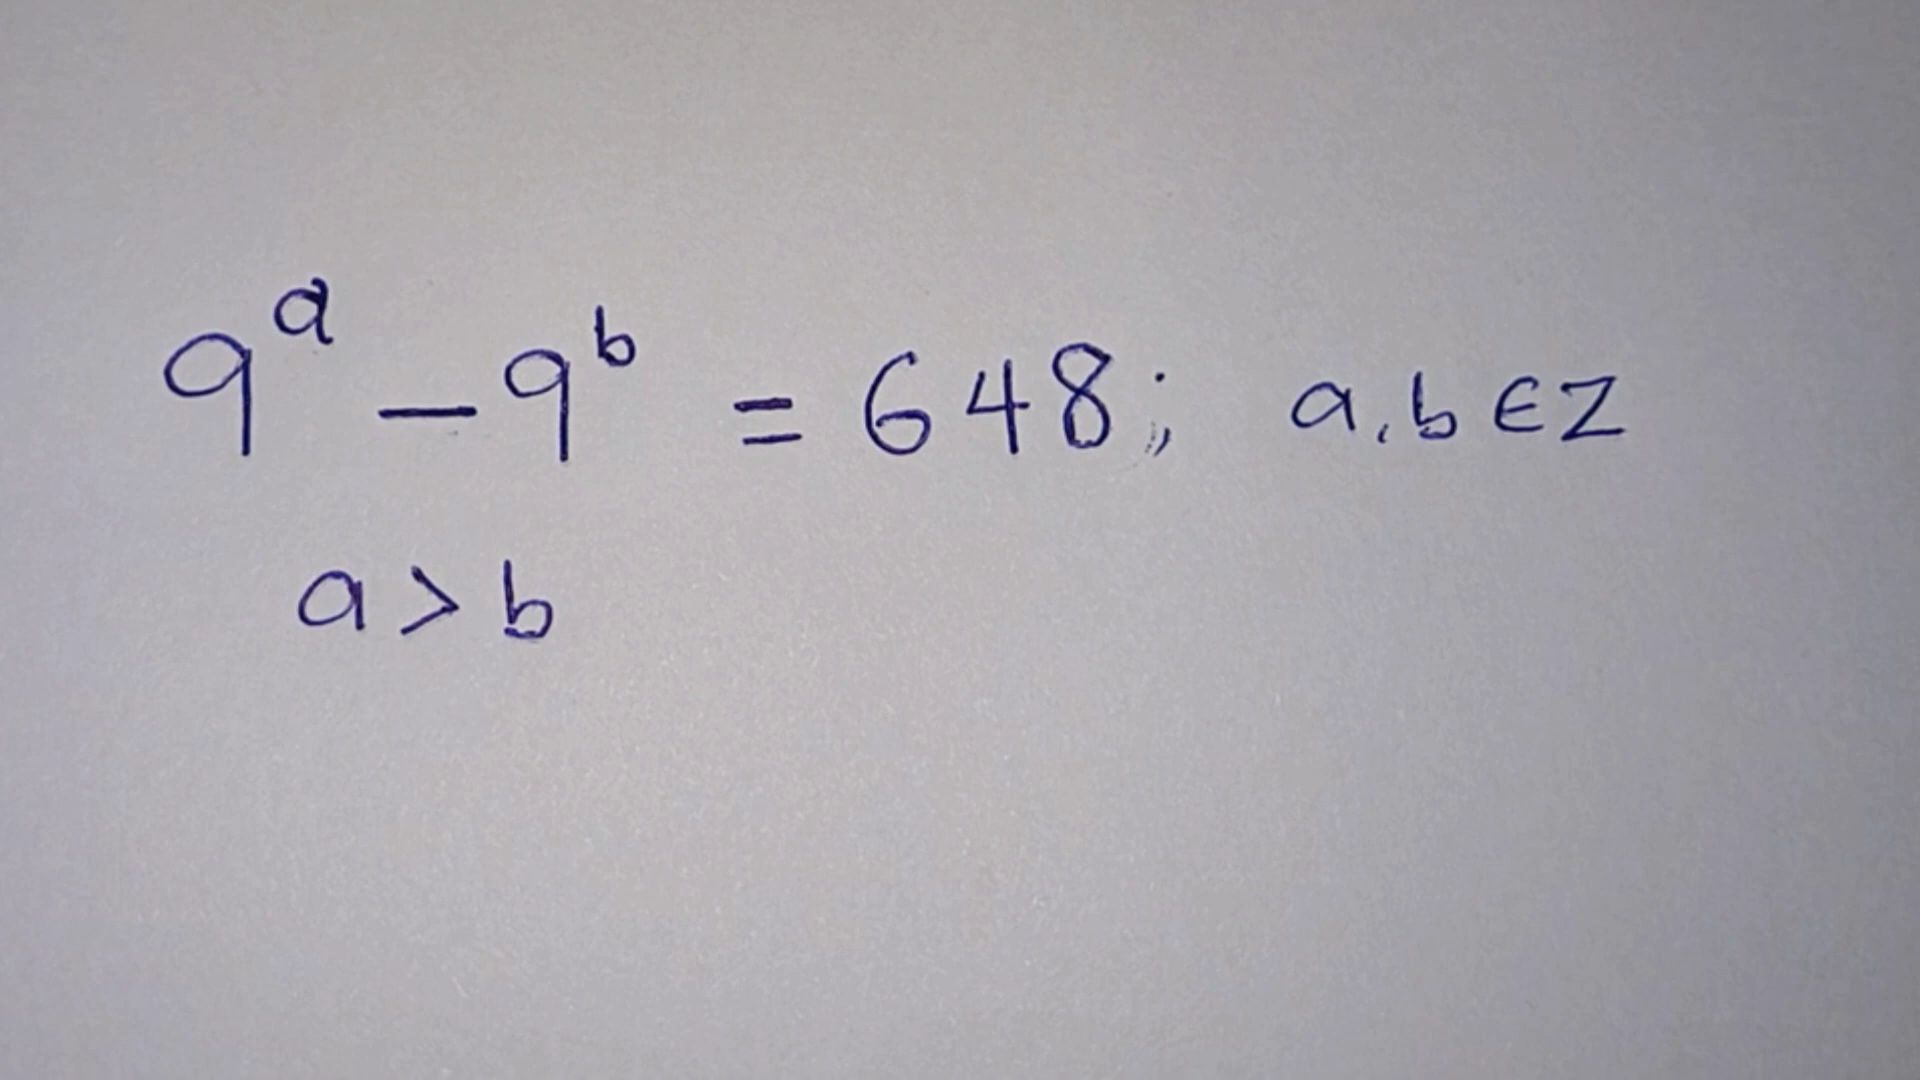 9^a - 9^b = 648; a, b ∈ Z
a > b